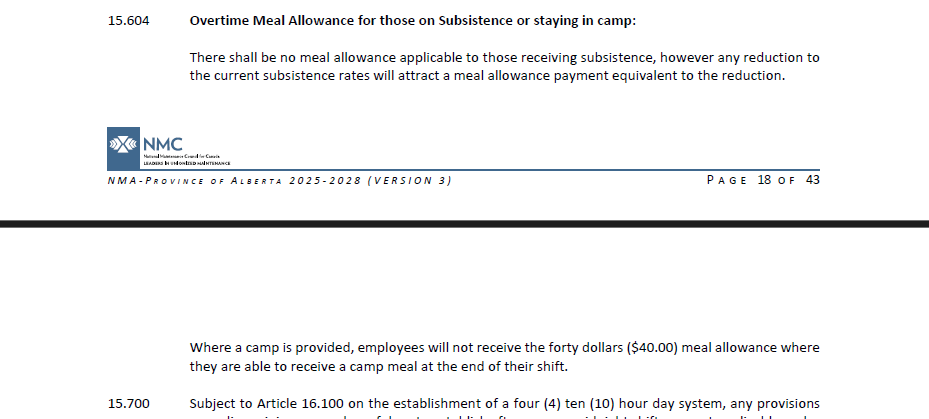 15.604 Overtime Meal Allowance for those on Subsistence or staying in camp:
There shall be no meal allowance applicable to those receiving subsistence, however any reduction to
the current subsistence rates will attract a meal allowance payment equivalent to the reduction.
NMC
National Maintenance Council for Canada
LEADERS IN UNIONIZED MAINTENANCE
NMA-PROVINCE OF ALBERTA 2025-2028 (VERSION 3) PAGE 18 OF 43
Where a camp is provided, employees will not receive the forty dollars ($40.00) meal allowance where
they are able to receive a camp meal at the end of their shift.
15.700 Subject to Article 16.100 on the establishment of a four (4) ten (10) hour day system, any provisions